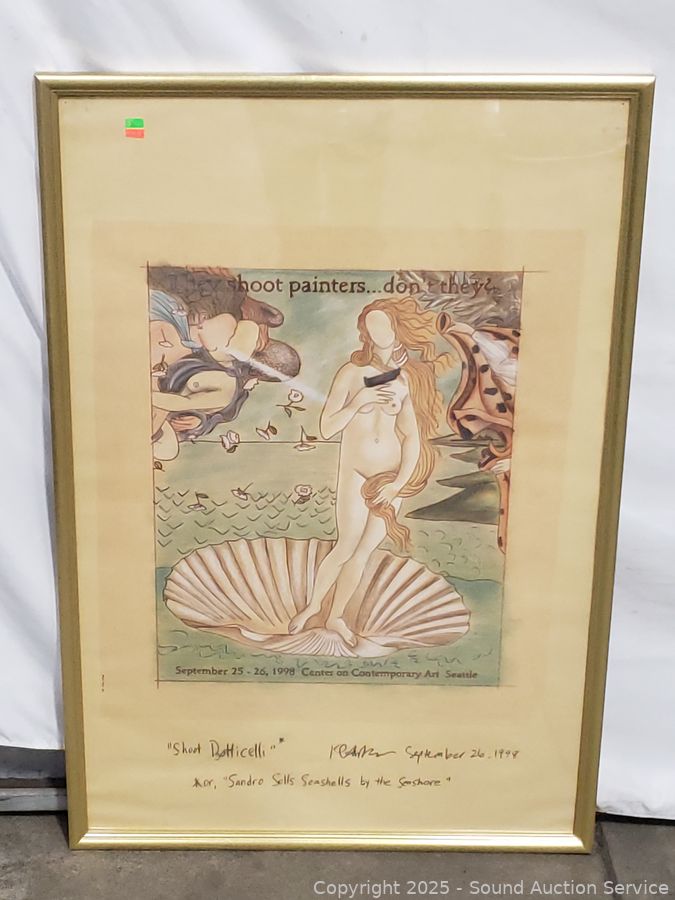 They shoot painters...don't they?
September 25 - 26, 1998 Center on Contemporary Art Seattle
"Shoot Botticelli"* September 26, 1998
*or, "Sandro Sells Seashells by the Seashore"
Copyright 2025 - Sound Auction Service